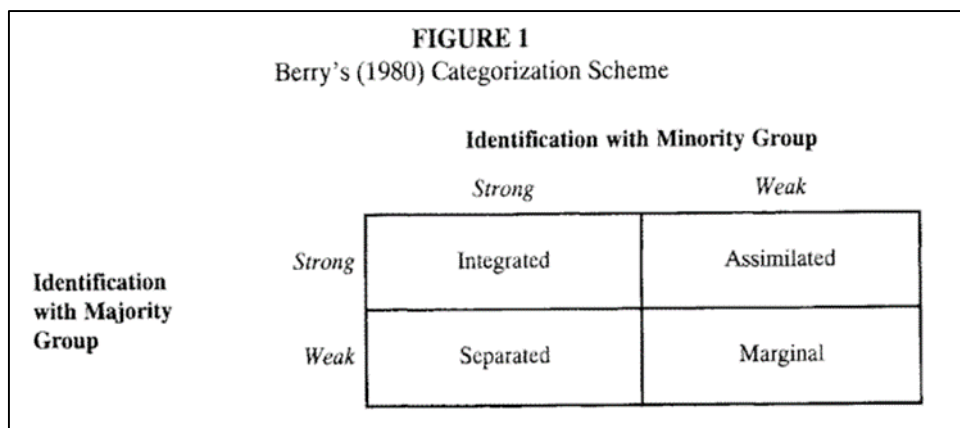 FIGURE 1
Berry's (1980) Categorization Scheme
Identification with Minority Group
Strong Weak
Identification
with Majority
Group
Strong Integrated Assimilated
Weak Separated Marginal